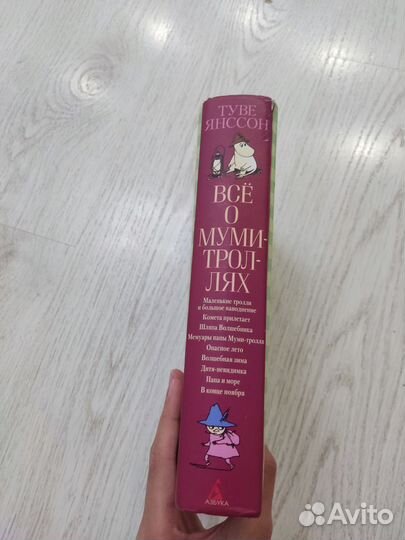 ТУВЕ
ЯНССОН
ВСЁ
О
МУМИ-
ТРОЛ-
ЛЯХ
Маленькие тролли
и большое наводнение
Комета прилетает
Шляпа Волшебника
Мемуары папы Муми-тролля
Опасное лето
Волшебная зима
Дитя-невидимка
Папа и море
В конце ноября
АЗБУКА
Avito